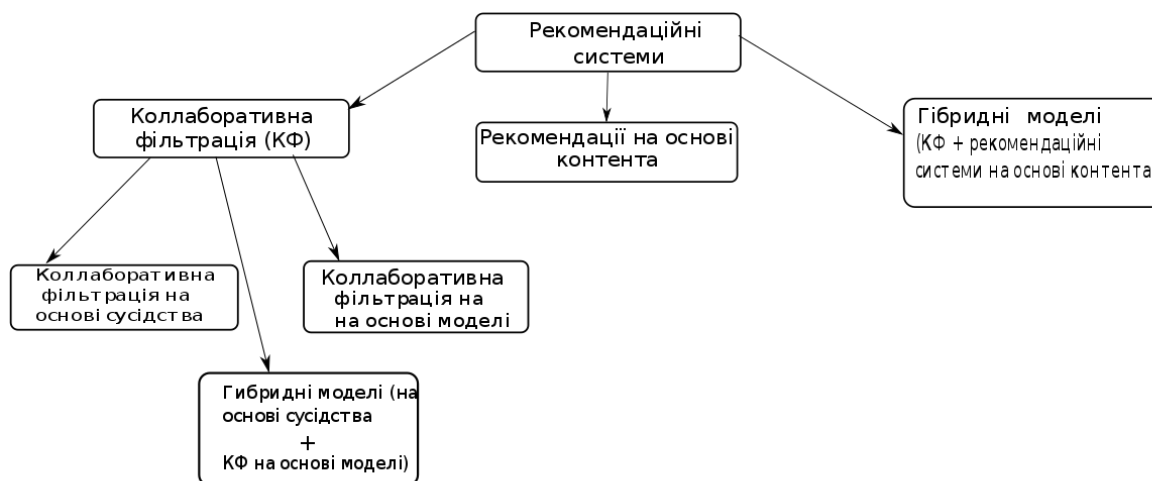 Рекомендаційні
системи
Коллаборативна
фільтрація (КФ)
Рекомендації на основі
контента
Гібридні моделі
(КФ + рекомендаційні
системи на основі контента
Коллаборативна
фільтрація на
основі сусідства
Коллаборативна
фільтрація на
на основі моделі
Гибридні моделі (на
основі сусідства
+
КФ на основі моделі)